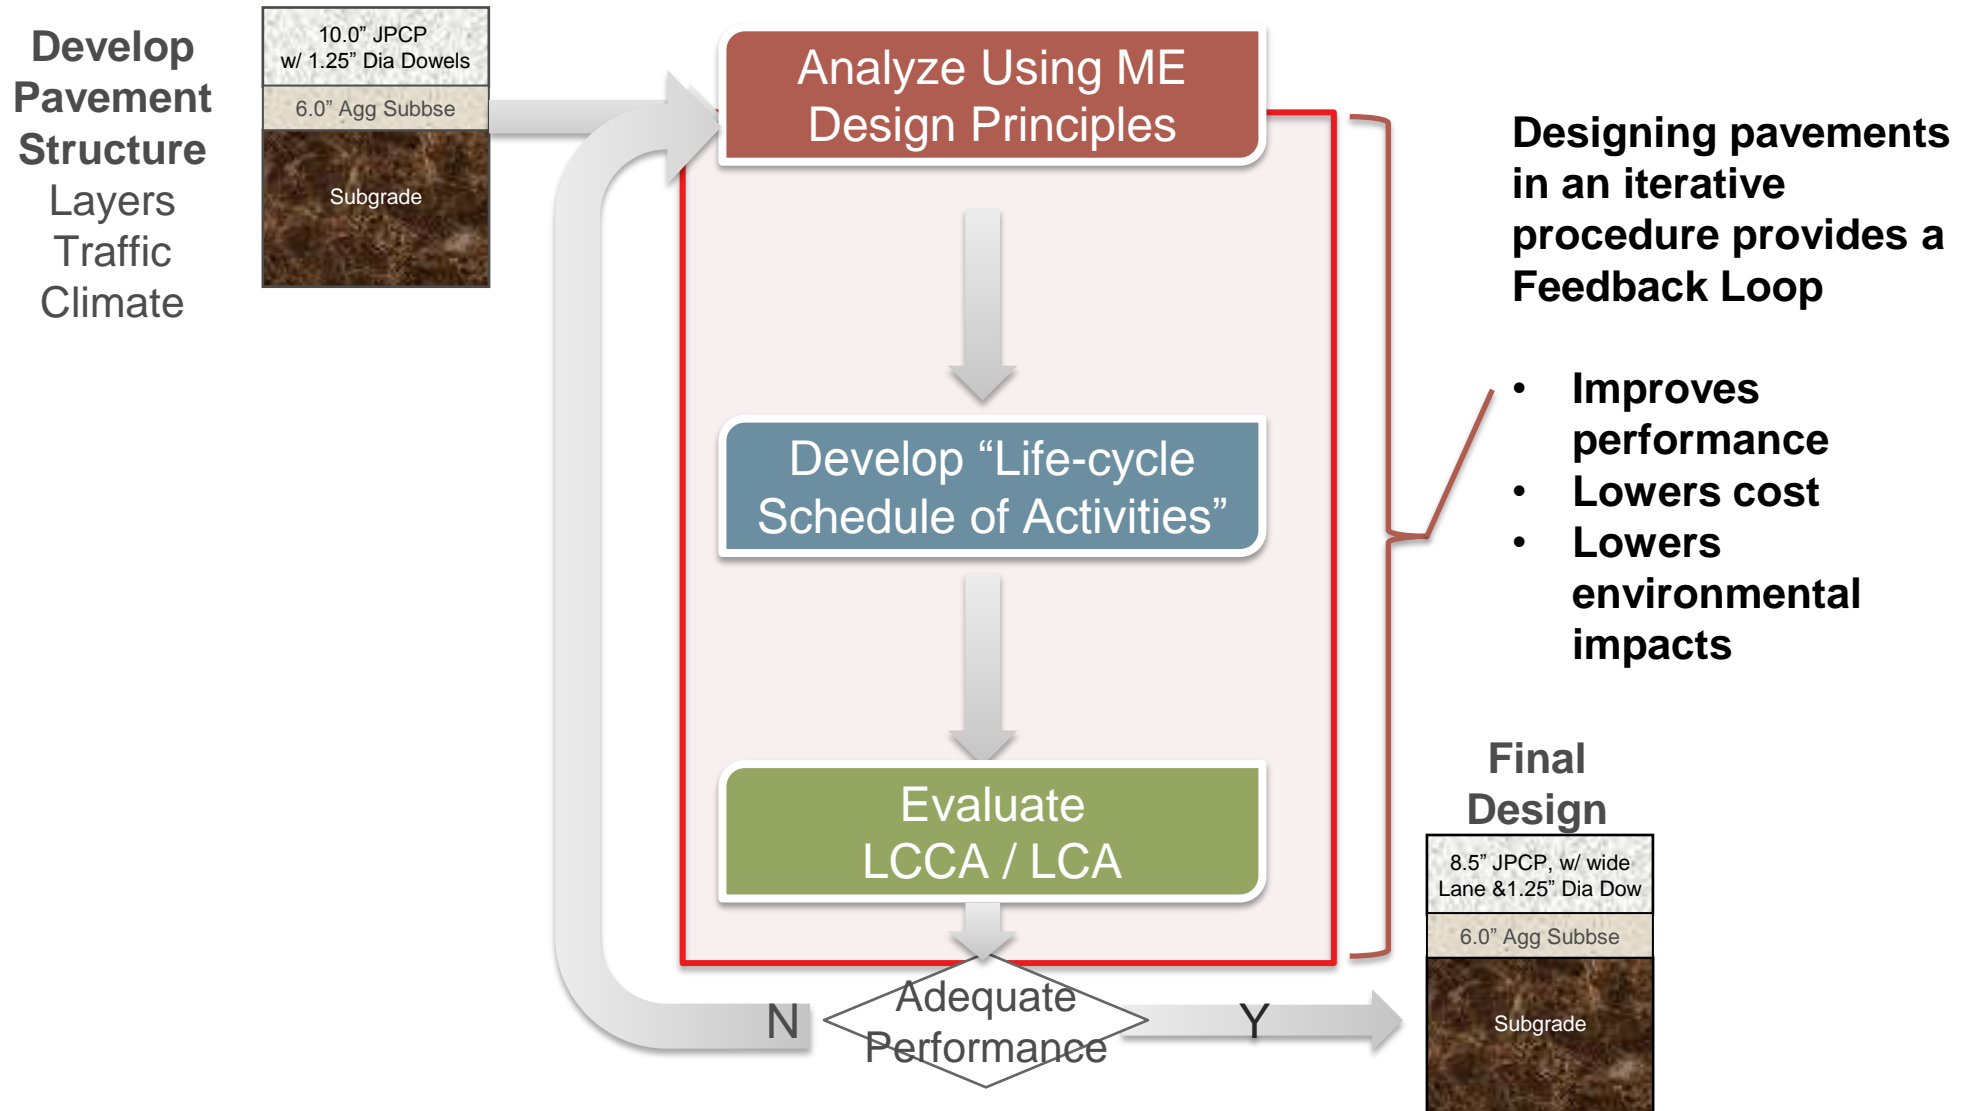 Develop
Pavement
Structure
Layers
Traffic
Climate
10.0” JPCP
w/ 1.25” Dia Dowels
6.0” Agg Subbse
Subgrade
Analyze Using ME
Design Principles
Develop “Life-cycle
Schedule of Activities”
Evaluate
LCCA / LCA
Adequate
Performance
N
Y
Designing pavements
in an iterative
procedure provides a
Feedback Loop
• Improves
performance
• Lowers cost
• Lowers
environmental
impacts
Final
Design
8.5” JPCP, w/ wide
Lane &1.25” Dia Dow
6.0” Agg Subbse
Subgrade